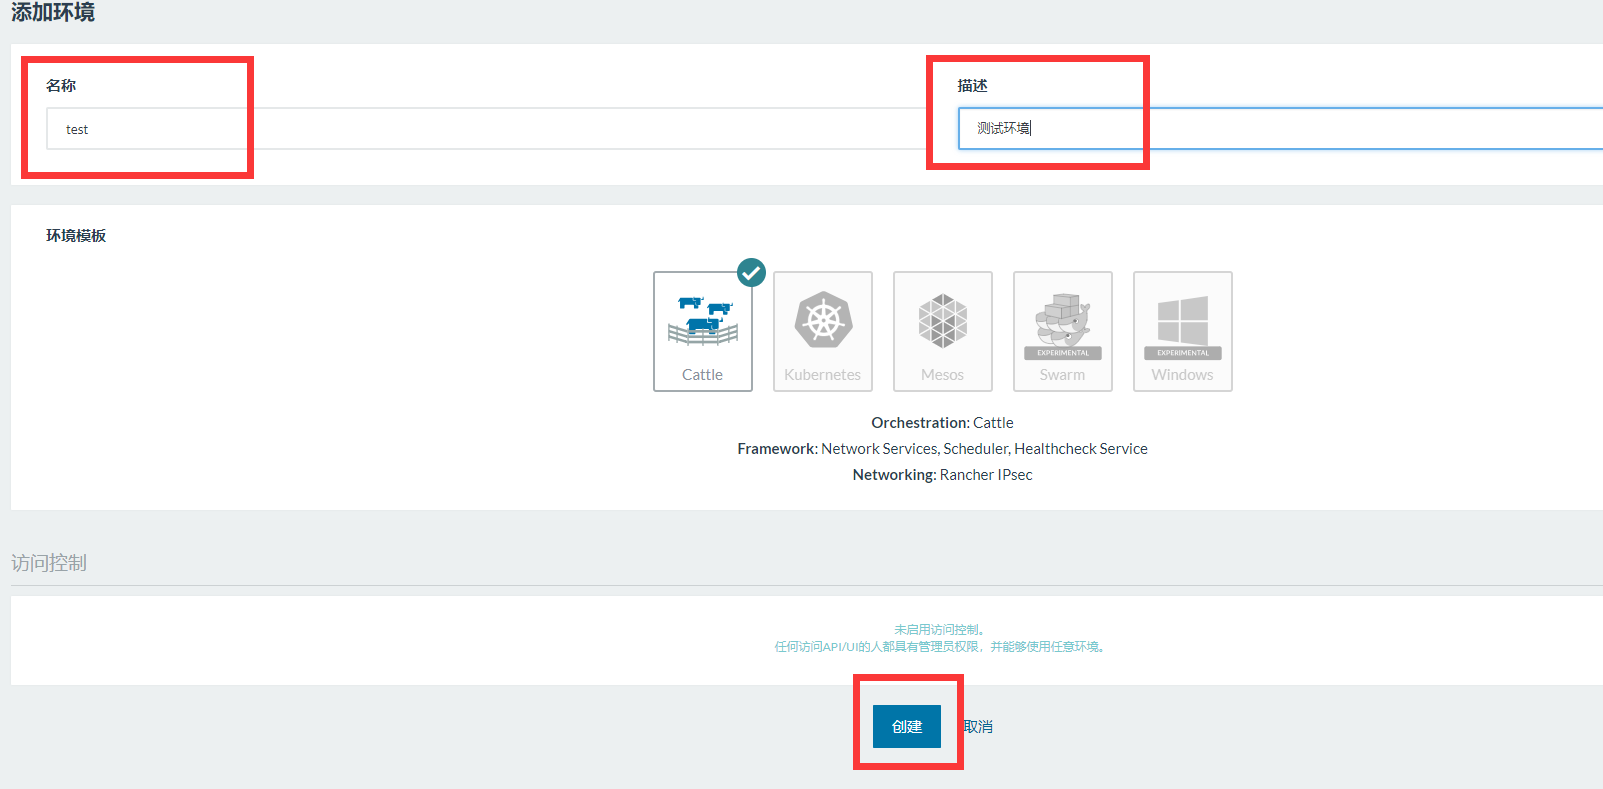 添加环境
名称
描述
test
测试环境
环境模板
EXPERIMENTAL
EXPERIMENTAL
Cattle
Kubernetes
Mesos
Swarm
Windows
Orchestration: Cattle
Framework: Network Services, Scheduler, Healthcheck Service
Networking: Rancher IPsec
访问控制
未启用访问控制。
任何访问API/UI的人都具有管理员权限，并能够使用任意环境。
创建
取消